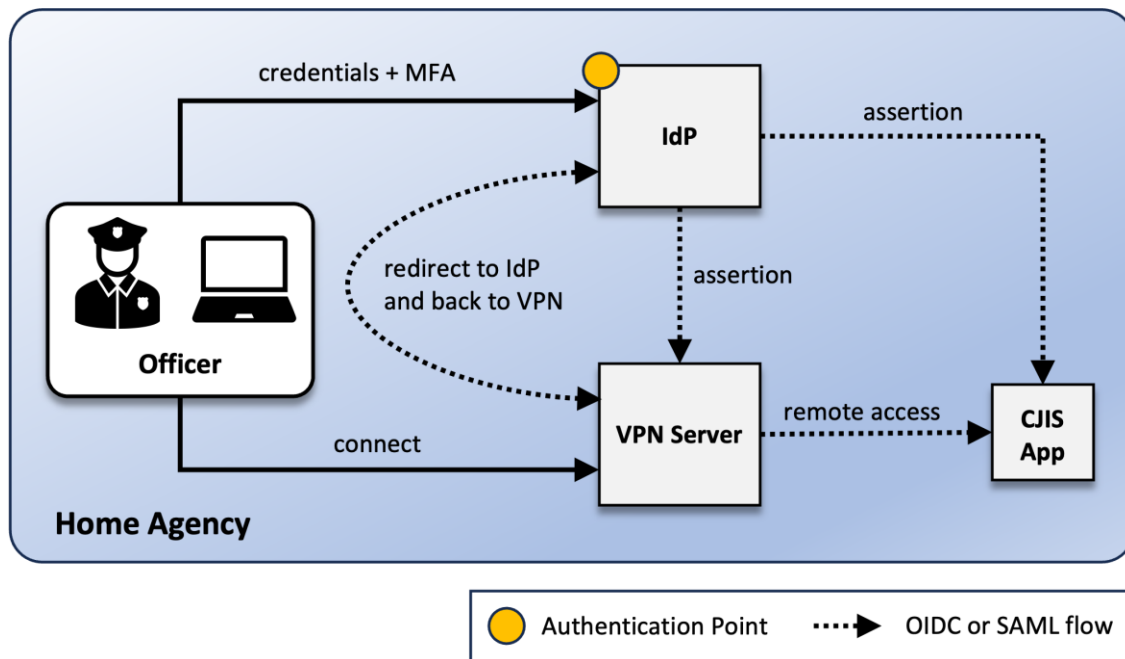 credentials + MFA
IdP
assertion
redirect to IdP
and back to VPN
assertion
Officer
connect
VPN Server
remote access
CJIS
App
Home Agency
Authentication Point
OIDC or SAML flow